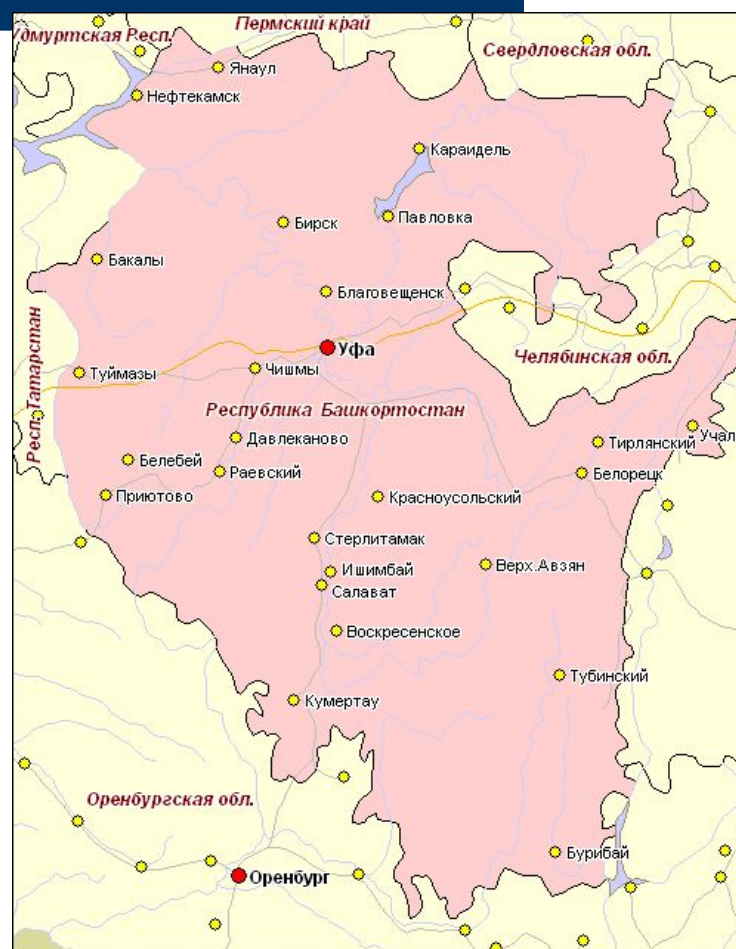 Удмуртская Респ.
Пермский край
Свердловская обл.
Янаул
Нефтекамск
Караидель
Павловка
Бирск
Бакалы
Благовещенск
Уфа
Челябинская обл.
Чишмы
Туймазы
Респ. Татарстан
Республика Башкортостан
Давлеканово
Тирлянский
Учал
Белебей
Раевский
Белорецк
Приютово
Красноусольский
Стерлитамак
Ишимбай
Верх.Авзян
Салават
Воскресенское
Тубинский
Кумертау
Оренбургская обл.
Бурибай
Оренбург